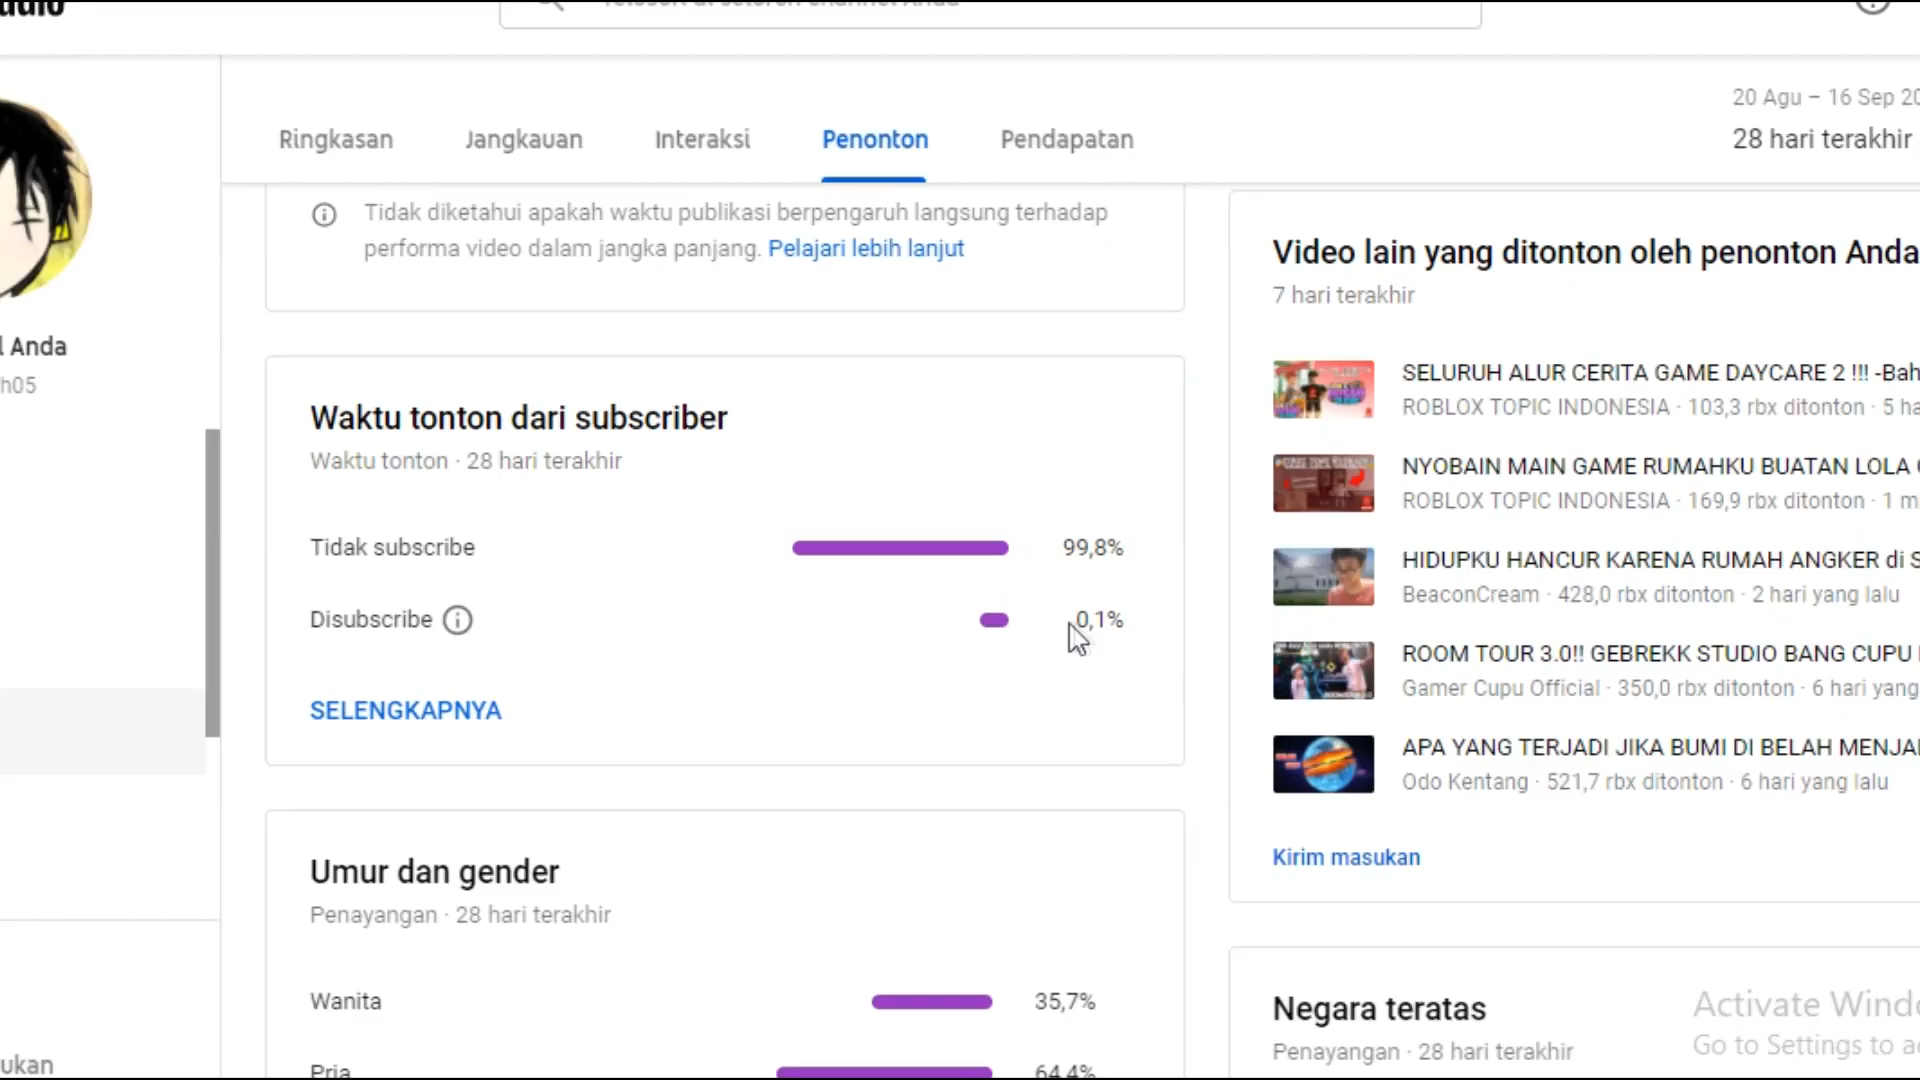 Ringkasan Jangkauan Interaksi Penonton Pendapatan
20 Agu – 16 Sep
28 hari terakhir
l Anda
h05
ukan
Tidak diketahui apakah waktu publikasi berpengaruh langsung terhadap
performa video dalam jangka panjang. Pelajari lebih lanjut
Waktu tonton dari subscriber
Waktu tonton · 28 hari terakhir
Tidak subscribe 99,8%
Disubscribe 0,1%
SELENGKAPNYA
Umur dan gender
Penayangan · 28 hari terakhir
Wanita 35,7%
Pria 64,4%
Video lain yang ditonton oleh penonton Anda
7 hari terakhir
SELURUH ALUR CERITA GAME DAYCARE 2 !!! -Bah
ROBLOX TOPIC INDONESIA · 103,3 rbx ditonton · 5 ha
NYOBAIN MAIN GAME RUMAHKU BUATAN LOLA
ROBLOX TOPIC INDONESIA · 169,9 rbx ditonton · 1 m
HIDUPKU HANCUR KARENA RUMAH ANGKER di S
BeaconCream · 428,0 rbx ditonton · 2 hari yang lalu
ROOM TOUR 3.0!! GEBREKK STUDIO BANG CUPU
Gamer Cupu Official · 350,0 rbx ditonton · 6 hari yang
APA YANG TERJADI JIKA BUMI DI BELAH MENJA
Odo Kentang · 521,7 rbx ditonton · 6 hari yang lalu
Kirim masukan
Negara teratas
Penayangan · 28 hari terakhir
Activate Windo
Go to Settings to a